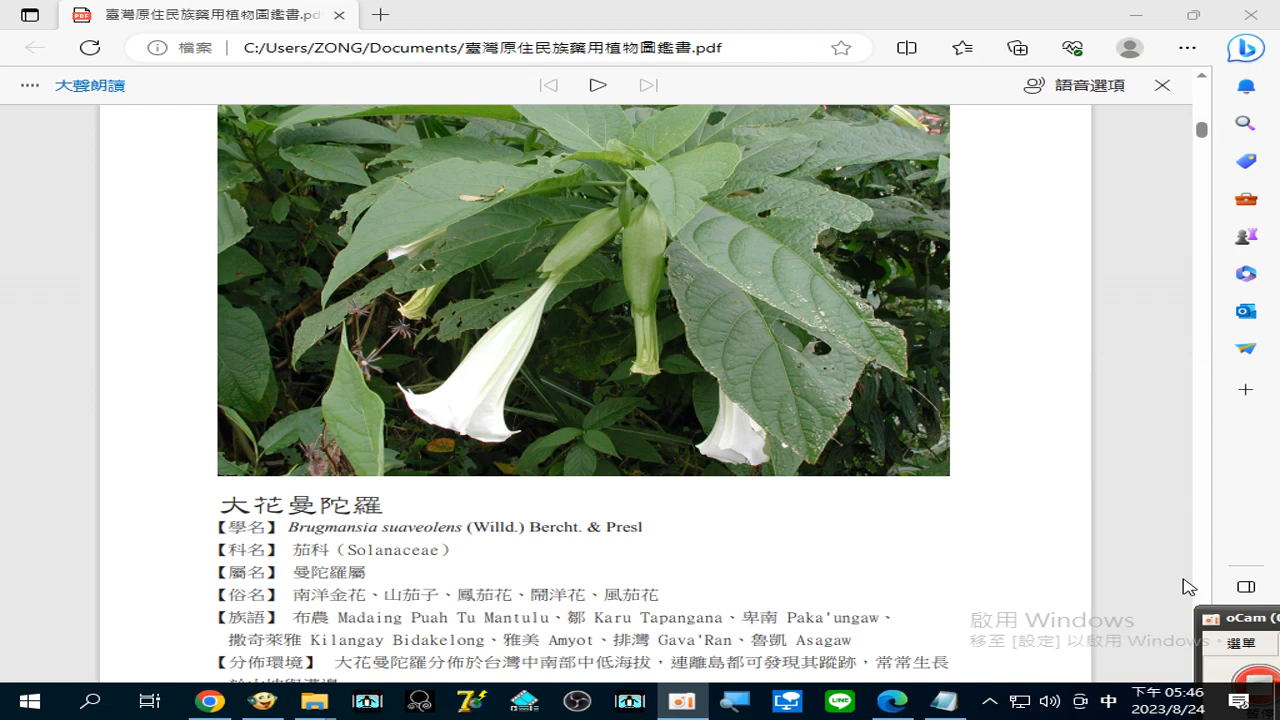 臺灣原住民族藥用植物圖鑑書.pdf
檔案 C:/Users/ZONG/Documents/臺灣原住民族藥用植物圖鑑書.pdf
大聲朗讀
語音選項
大花曼陀羅
【學名】 Brugmansia suaveolens (Willd.) Bercht. & Presl
【科名】 茄科（Solanaceae）
【屬名】 曼陀羅屬
【俗名】 南洋金花、山茄子、鳳茄花、鬧洋花、風茄花
【族語】 布農 Madaing Puah Tu Mantulu、鄒 Karu Tapangana、卑南 Paka'ungaw、
撒奇萊雅 Kilangay Bidakelong、雅美 Amyot、排灣 Gava'Ran、魯凱 Asagaw
【分佈環境】 大花曼陀羅分佈於台灣中南部中低海拔，連離島都可發現其蹤跡，常常生長
啟用 Windows
移至 [設定] 以啟用 Windows。
oCam (
選單
LINE
中
下午 05:46
2023/8/24